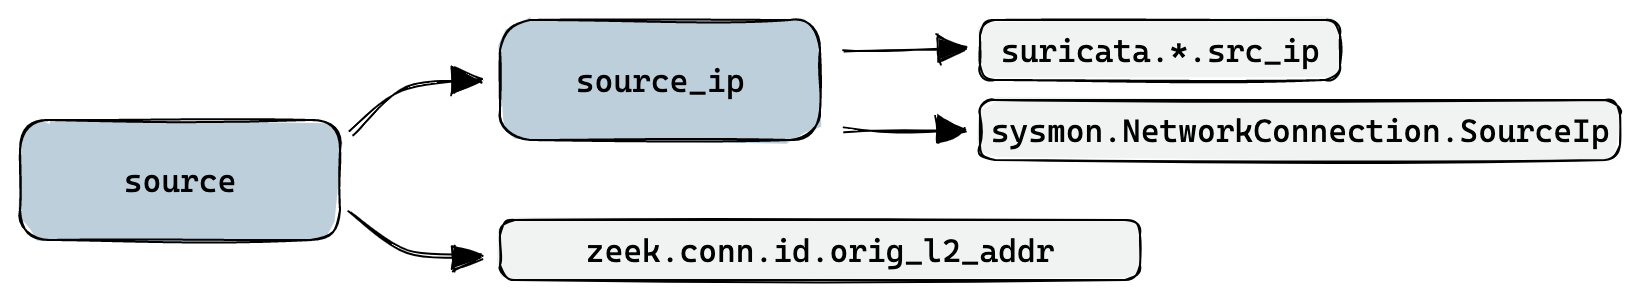 source
source_ip
suricata.*.src_ip
sysmon.NetworkConnection.SourceIp
zeek.conn.id.orig_l2_addr